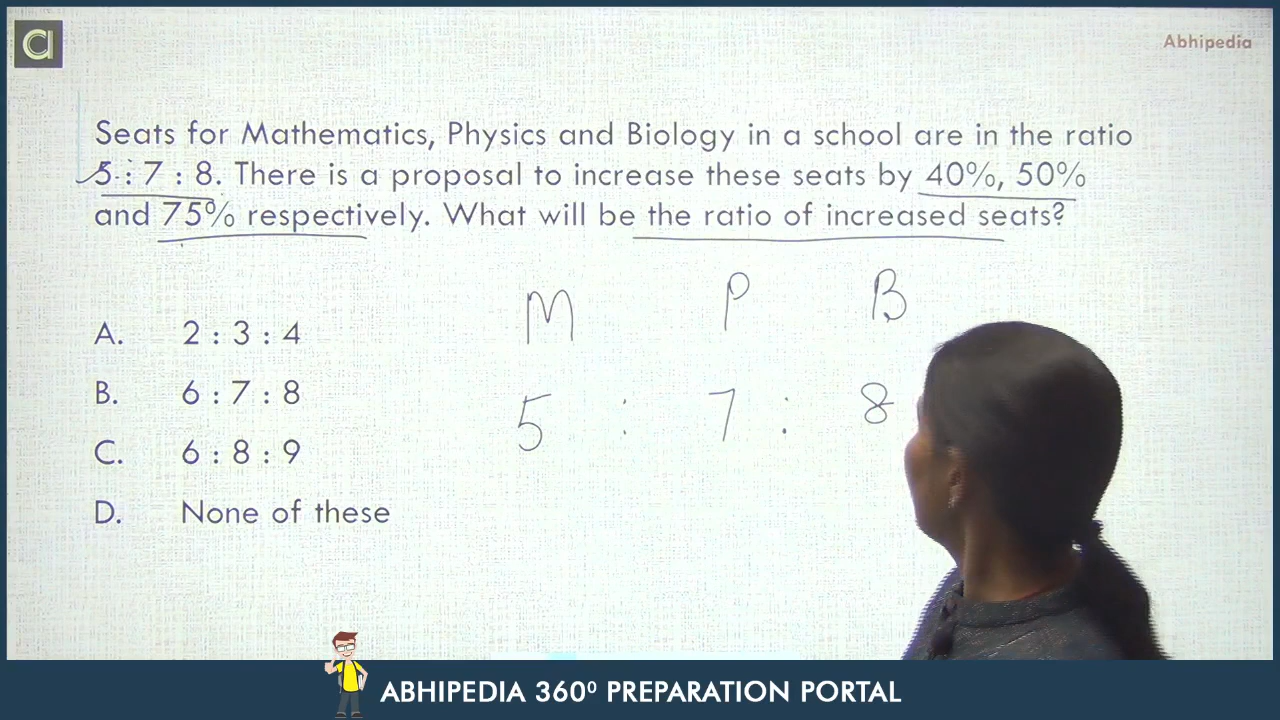 Abhipedia
Seats for Mathematics, Physics and Biology in a school are in the ratio
5 : 7 : 8. There is a proposal to increase these seats by 40%, 50%
and 75% respectively. What will be the ratio of increased seats?
A. 2 : 3 : 4
B. 6 : 7 : 8
C. 6 : 8 : 9
D. None of these
M P B
5 : 7 : 8
ABHIPEDIA 360⁰ PREPARATION PORTAL